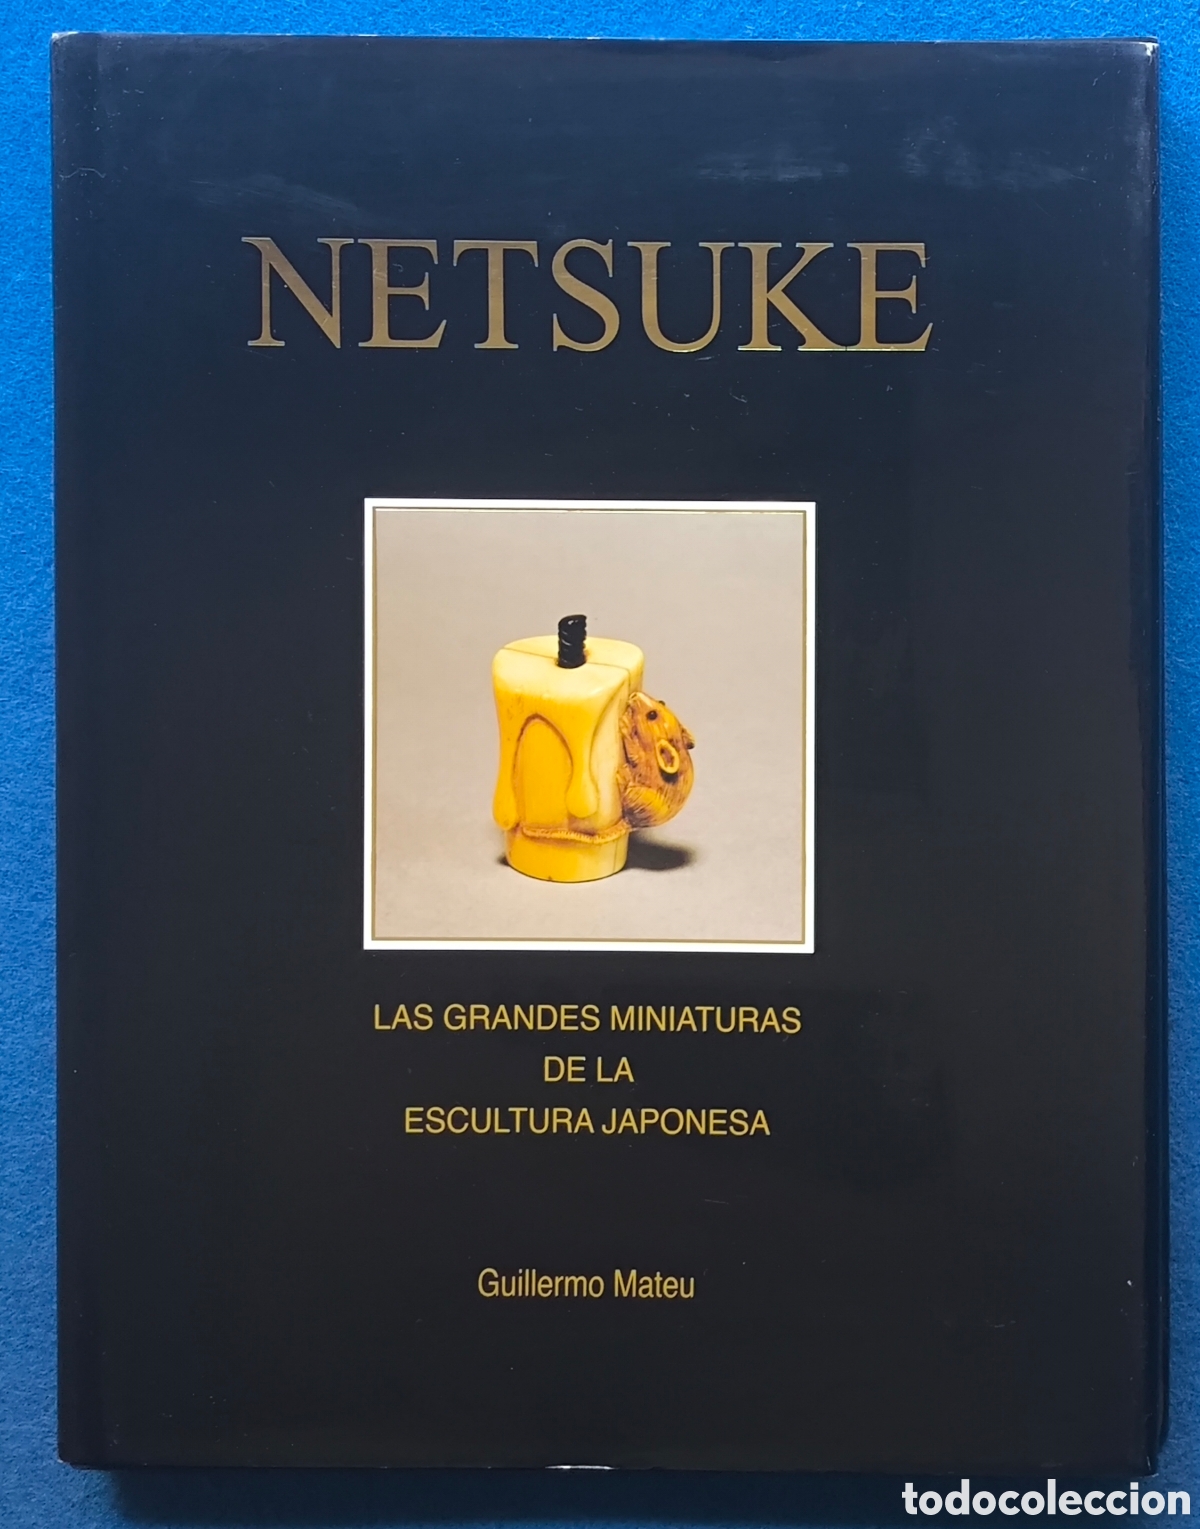 NETSUKE
LAS GRANDES MINIATURAS
DE LA
ESCULTURA JAPONESA
Guillermo Mateu
todocoleccion